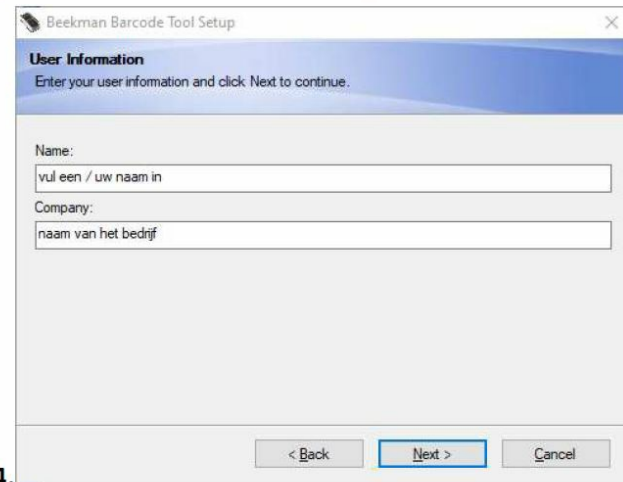 Beekman Barcode Tool Setup
User Information
Enter your user information and click Next to continue.
Name:
vul een / uw naam in
Company:
naam van het bedrijf
< Back Next > Cancel